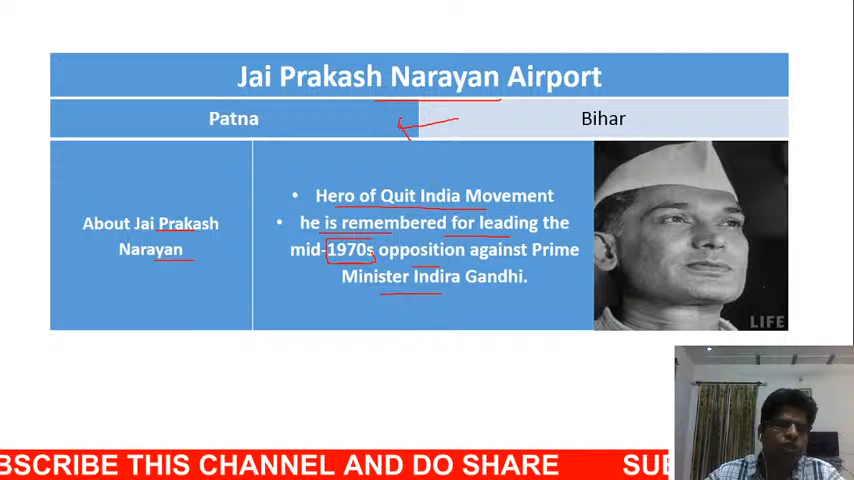 Jai Prakash Narayan Airport
Patna
Bihar
About Jai Prakash
Narayan
• Hero of Quit India Movement
• he is remembered for leading the
mid-1970s opposition against Prime
Minister Indira Gandhi.
LIFE
BSCRIBE THIS CHANNEL AND DO SHARE SUB